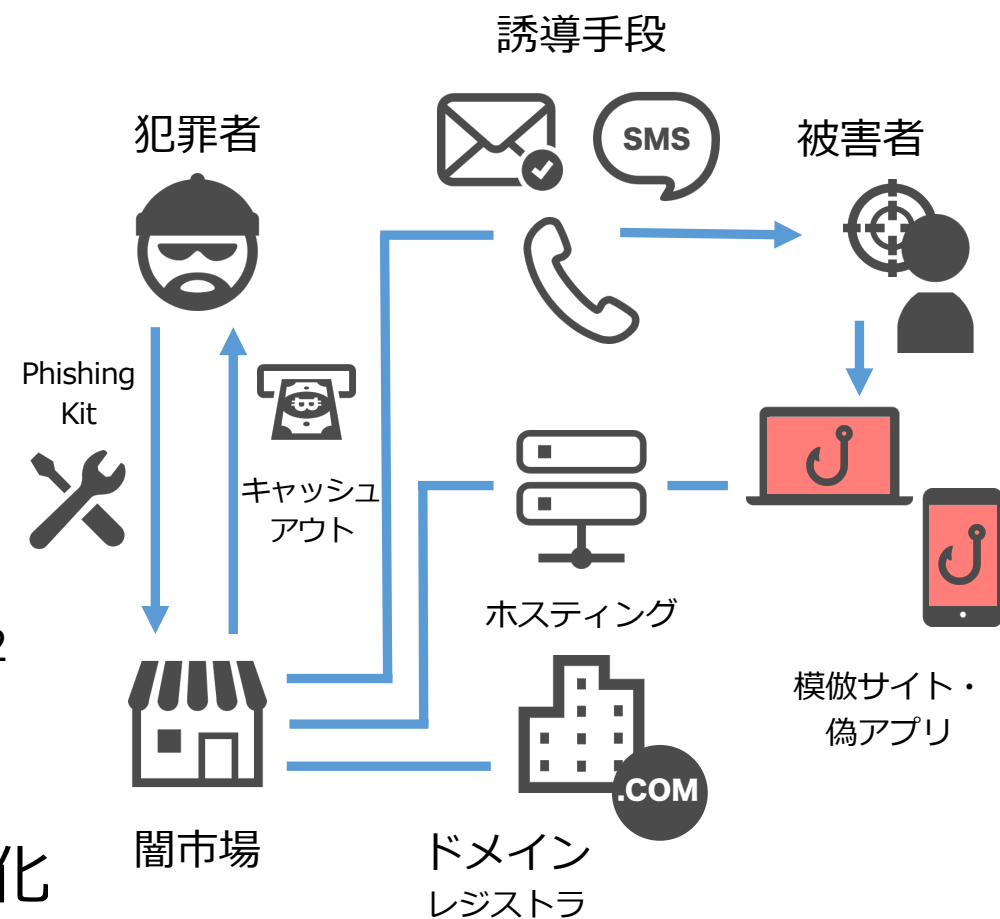 誘導手段
犯罪者
SMS
被害者
Phishing
Kit
キャッシュ
アウト
ホスティング
2
模倣サイト・
偽アプリ
.COM
闇市場
ドメイン
レジストラ
化